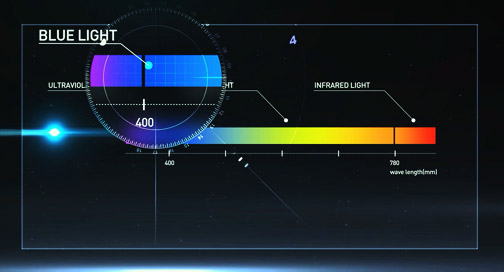 BLUE LIGHT
4
ULTRAVIOL
HT
INFRARED LIGHT
400
400
780
wave length(mm)